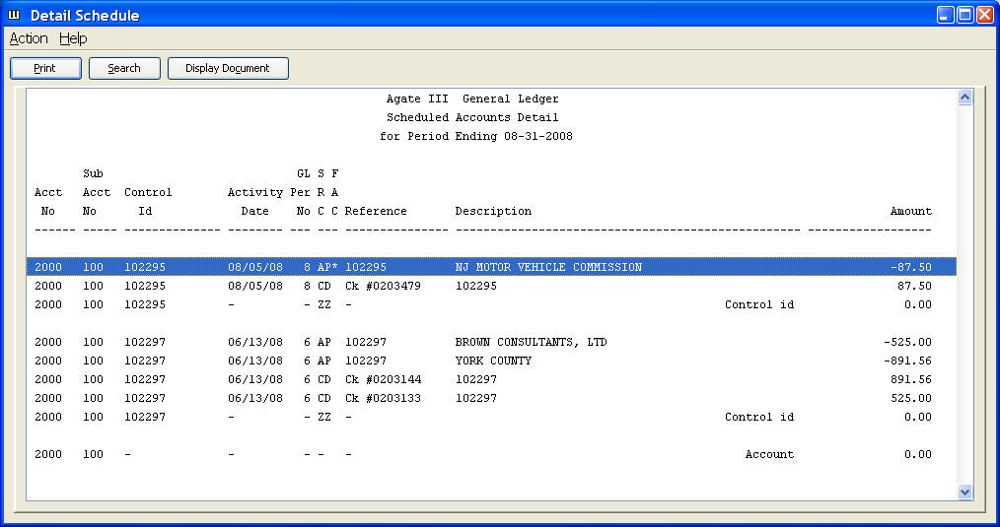 Detail Schedule
Action Help
Print Search Display Document
Agate III General Ledger
Scheduled Accounts Detail
for Period Ending 08-31-2008
Sub GL S F
Acct Acct Control Activity Per R A
No No Id Date No C C Reference Description Amount
------ ----- -------------- -------- --- --- --------------- -------------------------------------------------- ------------------
2000 100 102295 08/05/08 8 AP* 102295 NJ MOTOR VEHICLE COMMISSION -87.50
2000 100 102295 08/05/08 8 CD Ck #0203479 102295 87.50
2000 100 102295 - - ZZ - Control id 0.00
2000 100 102297 06/13/08 6 AP 102297 BROWN CONSULTANTS, LTD -525.00
2000 100 102297 06/13/08 6 AP 102297 YORK COUNTY -891.56
2000 100 102297 06/13/08 6 CD Ck #0203144 102297 891.56
2000 100 102297 06/13/08 6 CD Ck #0203133 102297 525.00
2000 100 102297 - - ZZ - Control id 0.00
2000 100 - - - - - Account 0.00